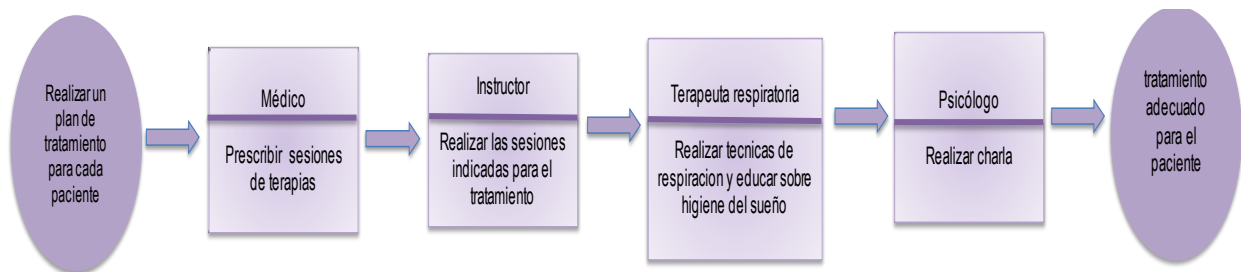 Realizar un
plan de
tratamiento
para cada
paciente
Médico
Prescribir sesiones
de terapias
Instructor
Realizar las sesiones
indicadas para el
tratamiento
Terapeuta respiratoria
Realizar tecnicas de
respiracion y educar sobre
higiene del sueño
Psicólogo
Realizar charla
tratamiento
adecuado
para el
paciente